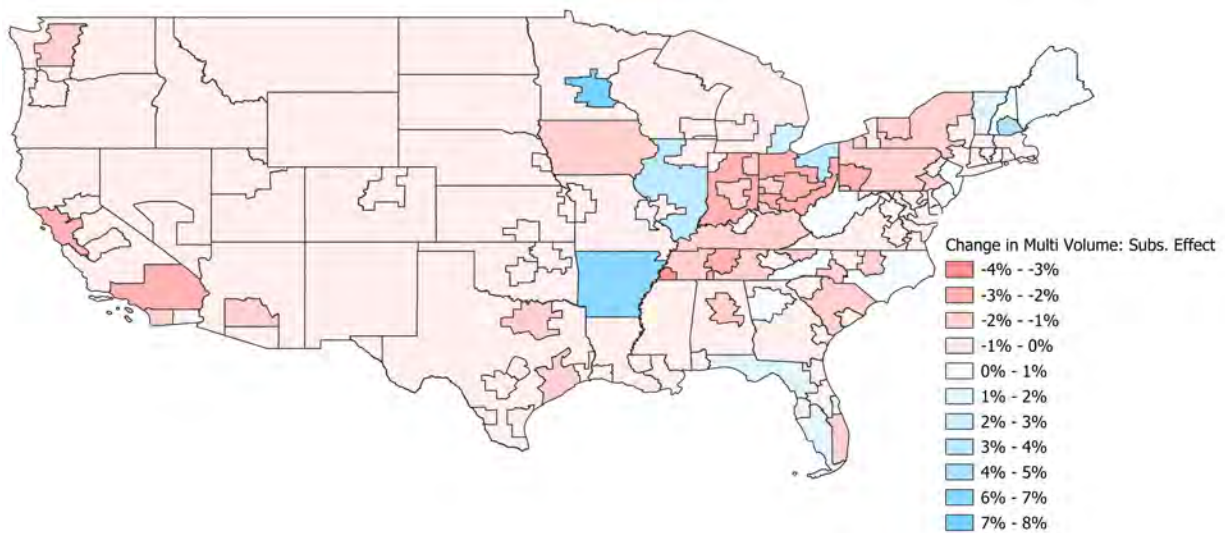 Change in Multi Volume: Subs. Effect
-4% - -3%
-3% - -2%
-2% - -1%
-1% - 0%
0% - 1%
1% - 2%
2% - 3%
3% - 4%
4% - 5%
6% - 7%
7% - 8%